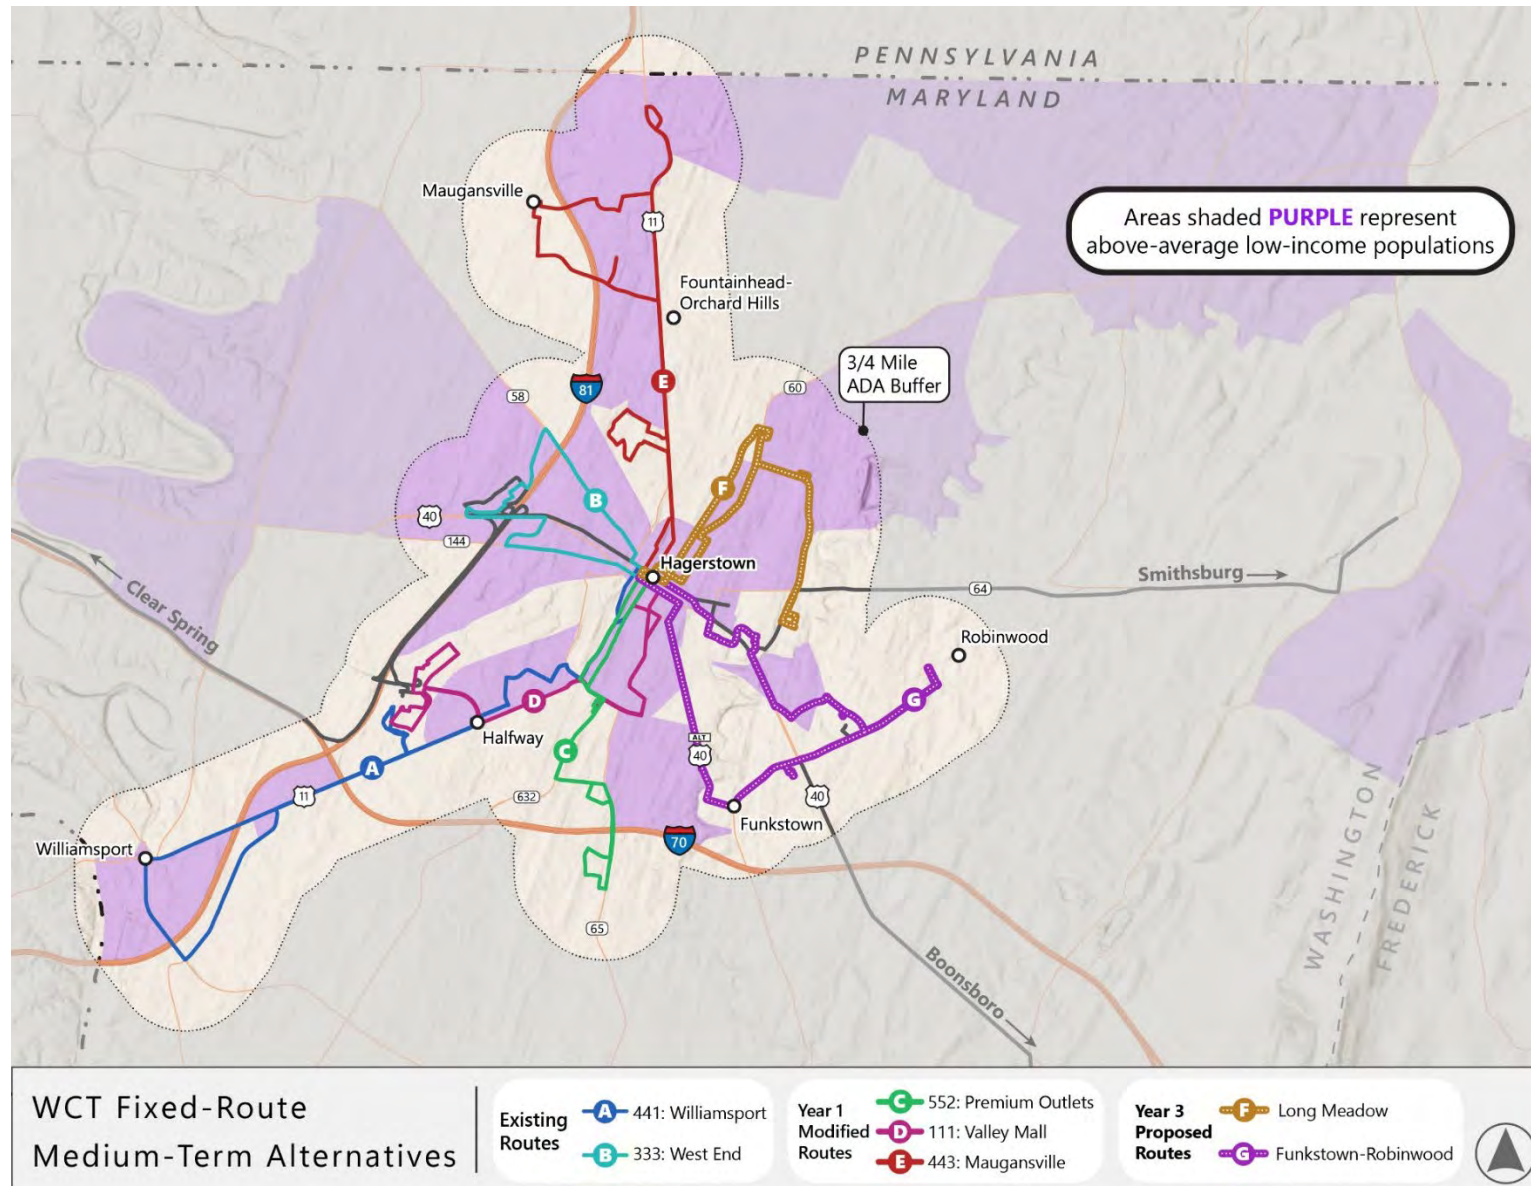 PENNSYLVANIA
MARYLAND
Areas shaded PURPLE represent
above-average low-income populations
Maugansville
11
Fountainhead-
Orchard Hills
3/4 Mile
ADA Buffer
81
E
60
58
B
F
40
144
Hagerstown
Smithsburg
64
Clear Spring
Robinwood
D
G
Halfway
C
ALT
40
A
11
632
40
Funkstown
70
Williamsport
65
WASHINGTON
FREDERICK
Boonsboro
WCT Fixed-Route
Medium-Term Alternatives
Existing
Routes
A 441: Williamsport
B 333: West End
Year 1
Modified
Routes
C 552: Premium Outlets
D 111: Valley Mall
E 443: Maugansville
Year 3
Proposed
Routes
F Long Meadow
G Funkstown-Robinwood